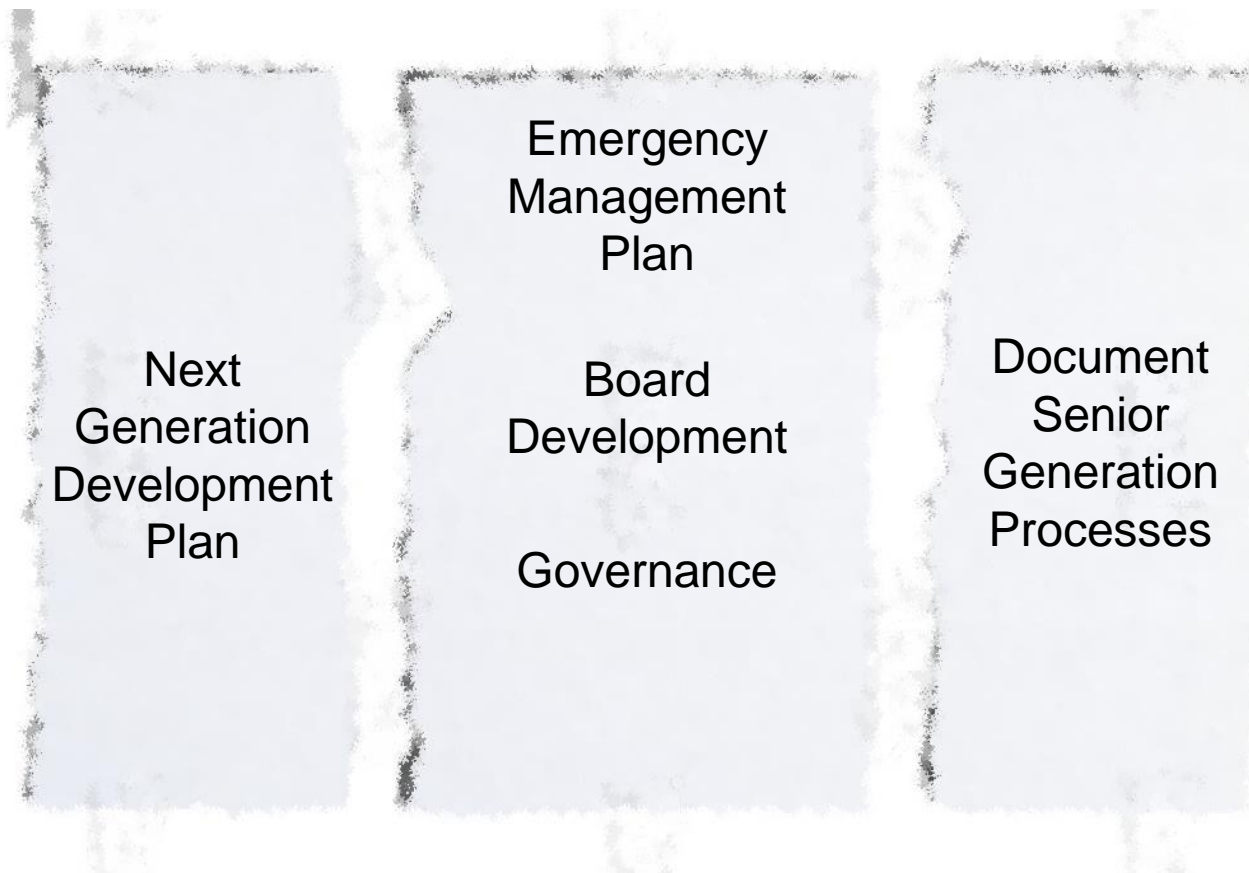 Next
Generation
Development
Plan
Emergency
Management
Plan
Board
Development
Governance
Document
Senior
Generation
Processes